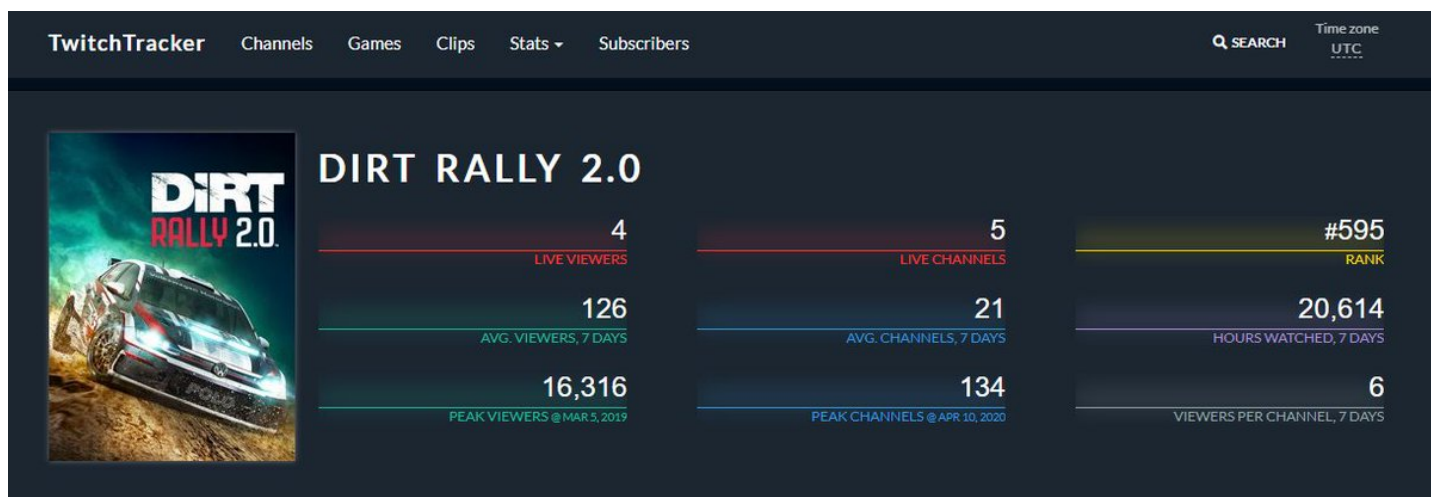 TwitchTracker Channels Games Clips Stats Subscribers SEARCH Time zone
UTC
DiRT
RALLY 2.0
DIRT RALLY 2.0
4 5 #595
LIVE VIEWERS LIVE CHANNELS RANK
126 21 20,614
AVG. VIEWERS, 7 DAYS AVG. CHANNELS, 7 DAYS HOURS WATCHED, 7 DAYS
16,316 134 6
PEAK VIEWERS @ MAR 5, 2019 PEAK CHANNELS @ APR 10, 2020 VIEWERS PER CHANNEL, 7 DAYS
POLO